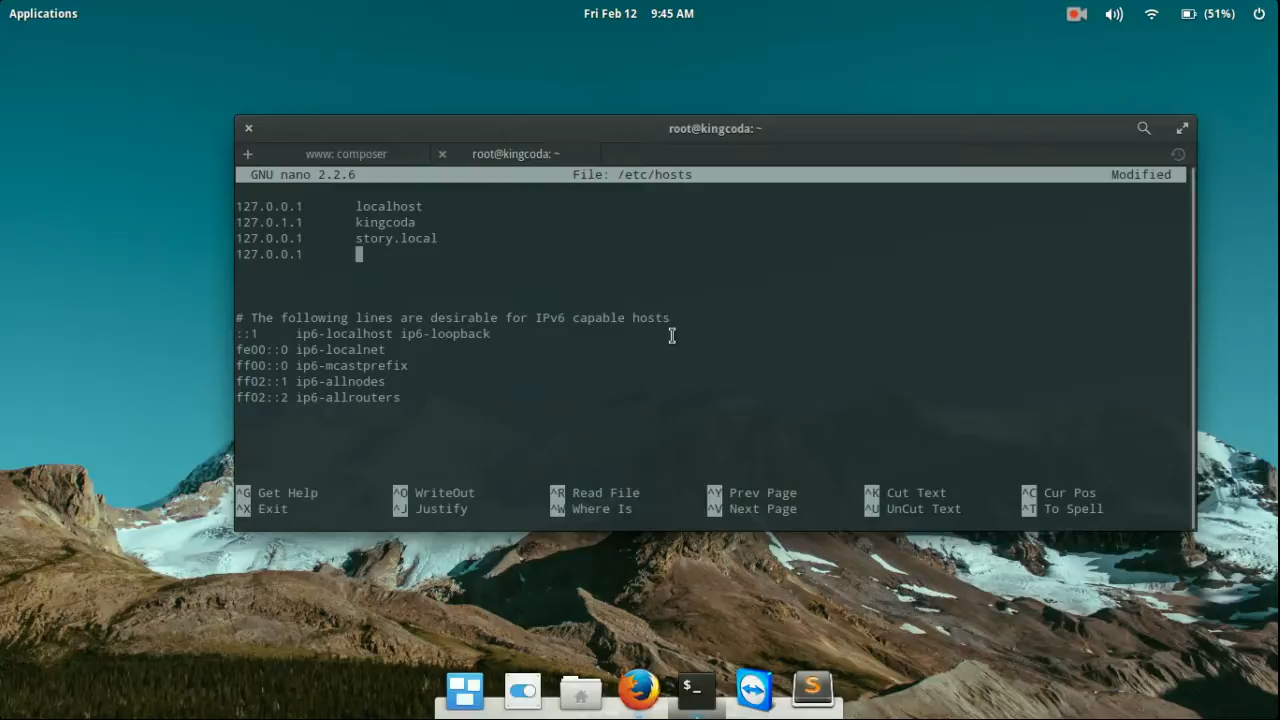 Applications
Fri Feb 12 9:45 AM
(51%)
root@kingcoda: ~
www: composer
root@kingcoda: ~
GNU nano 2.2.6 File: /etc/hosts Modified
127.0.0.1 localhost
127.0.1.1 kingcoda
127.0.0.1 story.local
127.0.0.1
# The following lines are desirable for IPv6 capable hosts
::1 ip6-localhost ip6-loopback
fe00::0 ip6-localnet
ff00::0 ip6-mcastprefix
ff02::1 ip6-allnodes
ff02::2 ip6-allrouters
^G Get Help ^O WriteOut ^R Read File ^Y Prev Page ^K Cut Text ^C Cur Pos
^X Exit ^J Justify ^W Where Is ^V Next Page ^U UnCut Text ^T To Spell
$_
S